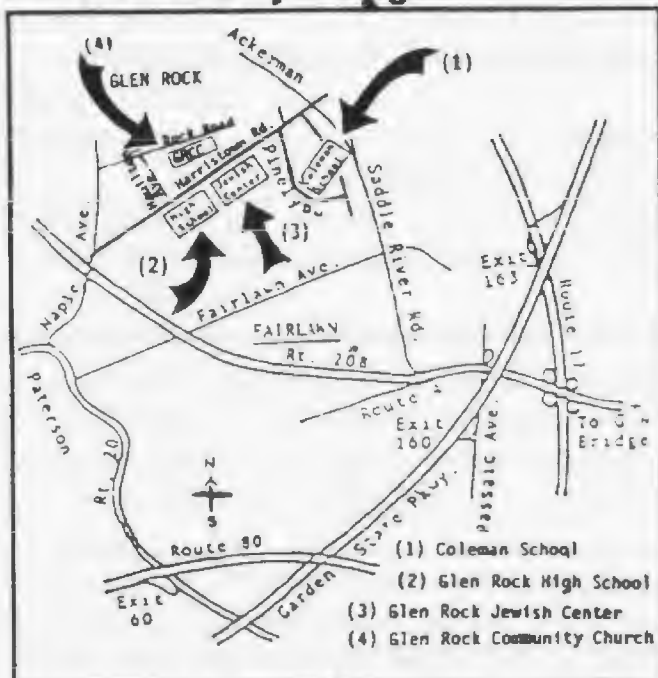 Ackerman
(4)
GLEN ROCK
(1)
Rock Road
GRCC
Harristown Rd.
High School
Jewish Center
Coleman School
Saddle River Rd.
(2)
(3)
Maple Ave.
Fairlawn Ave.
FAIRLAWN
Rt. 208
Exit 163
Route 17
Route 4
Exit 160
Passaic Ave.
Bridge
Paterson
Rt. 20
N
S
Route 80
Exit 60
Garden State Pkwy.
(1) Coleman School
(2) Glen Rock High School
(3) Glen Rock Jewish Center
(4) Glen Rock Community Church